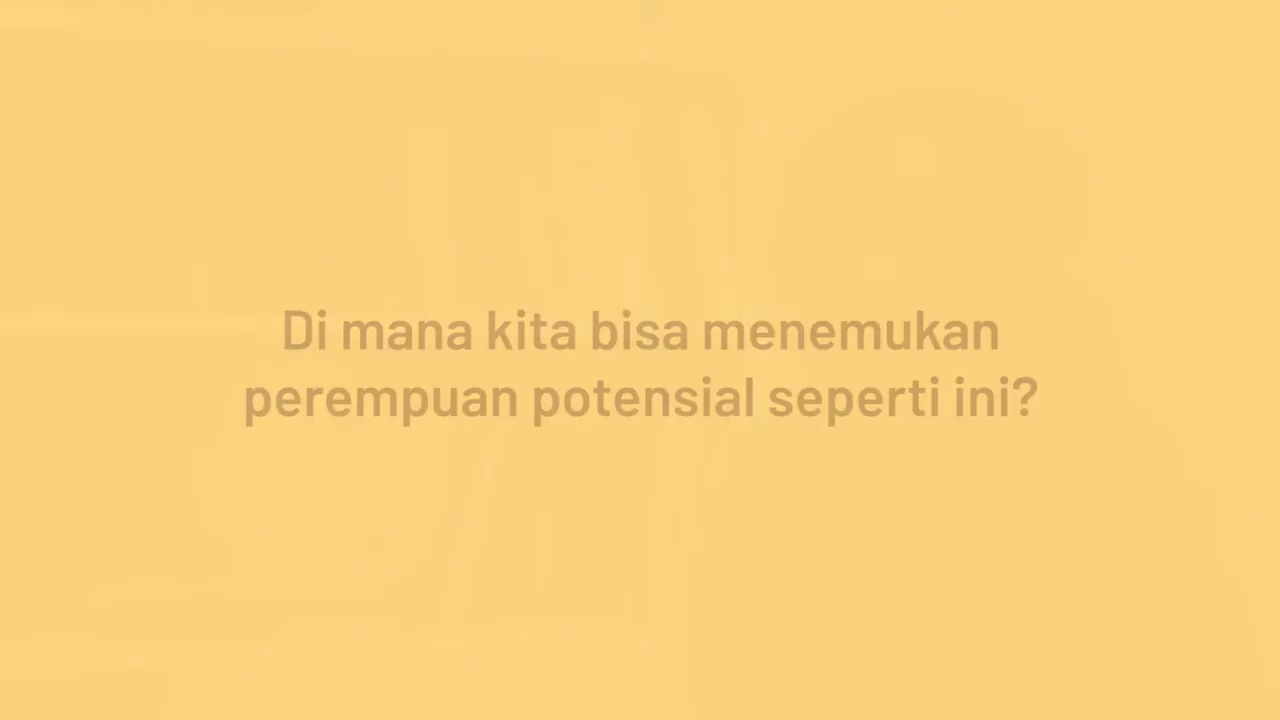 Di mana kita bisa menemukan
perempuan potensial seperti ini?